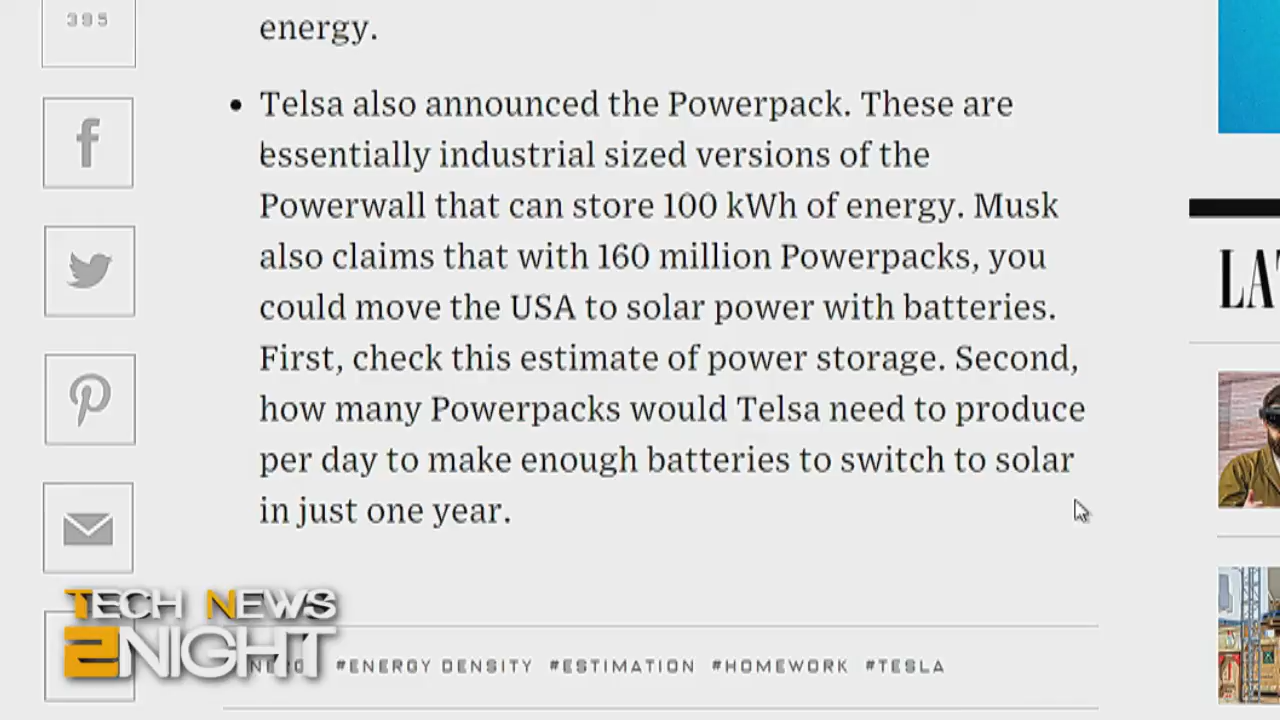 395
energy.
Telsa also announced the Powerpack. These are
essentially industrial sized versions of the
Powerwall that can store 100 kWh of energy. Musk
also claims that with 160 million Powerpacks, you
could move the USA to solar power with batteries.
First, check this estimate of power storage. Second,
how many Powerpacks would Telsa need to produce
per day to make enough batteries to switch to solar
in just one year.
LAT
TECH NEWS
2NIGHT
#ENERGY DENSITY #ESTIMATION #HOMEWORK #TESLA